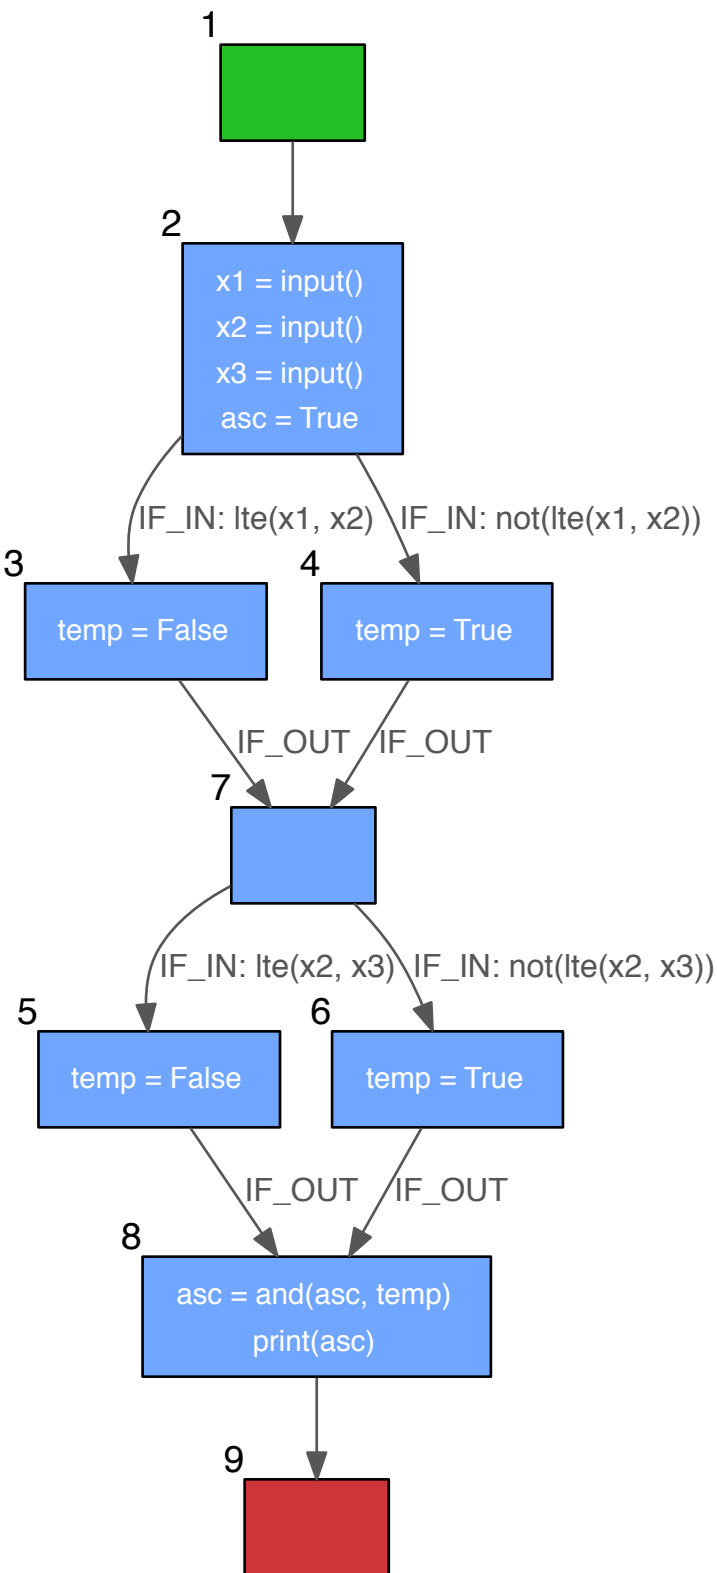 1
2
x1 = input()
x2 = input()
x3 = input()
asc = True
IF_IN: lte(x1, x2)
IF_IN: not(lte(x1, x2))
3
temp = False
4
temp = True
IF_OUT
IF_OUT
7
IF_IN: lte(x2, x3)
IF_IN: not(lte(x2, x3))
5
temp = False
6
temp = True
IF_OUT
IF_OUT
8
asc = and(asc, temp)
print(asc)
9